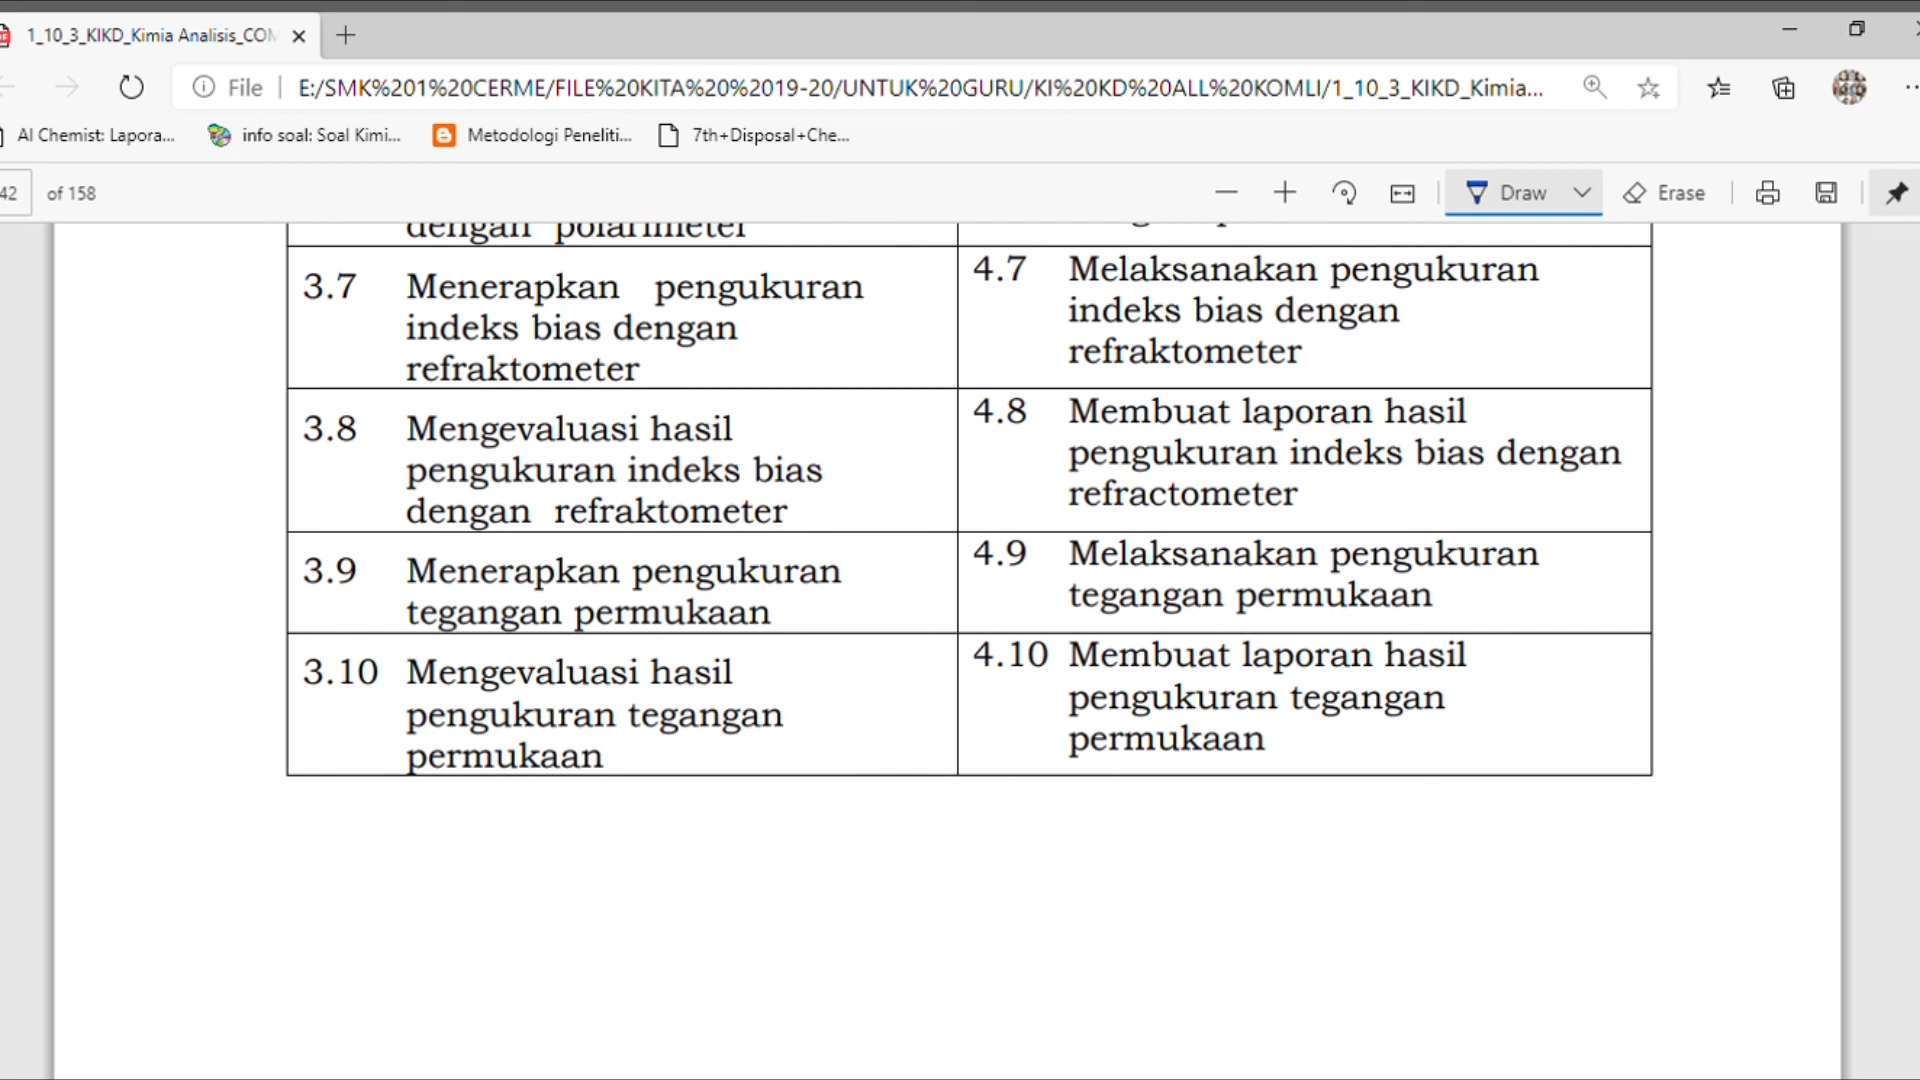 1_10_3_KIKD_Kimia Analisis_COM
File
E:/SMK%201%20CERME/FILE%20KITA%20%2019-20/UNTUK%20GURU/KI%20KD%20ALL%20KOMLI/1_10_3_KIKD_Kimia...
AI Chemist: Lapora...
info soal: Soal Kimi...
Metodologi Peneliti...
7th+Disposal+Che...
42 of 158
Draw
Erase
dengan polarimeter
3.7 Menerapkan pengukuran
indeks bias dengan
refraktometer
4.7 Melaksanakan pengukuran
indeks bias dengan
refraktometer
3.8 Mengevaluasi hasil
pengukuran indeks bias
dengan refraktometer
4.8 Membuat laporan hasil
pengukuran indeks bias dengan
refractometer
3.9 Menerapkan pengukuran
tegangan permukaan
4.9 Melaksanakan pengukuran
tegangan permukaan
3.10 Mengevaluasi hasil
pengukuran tegangan
permukaan
4.10 Membuat laporan hasil
pengukuran tegangan
permukaan